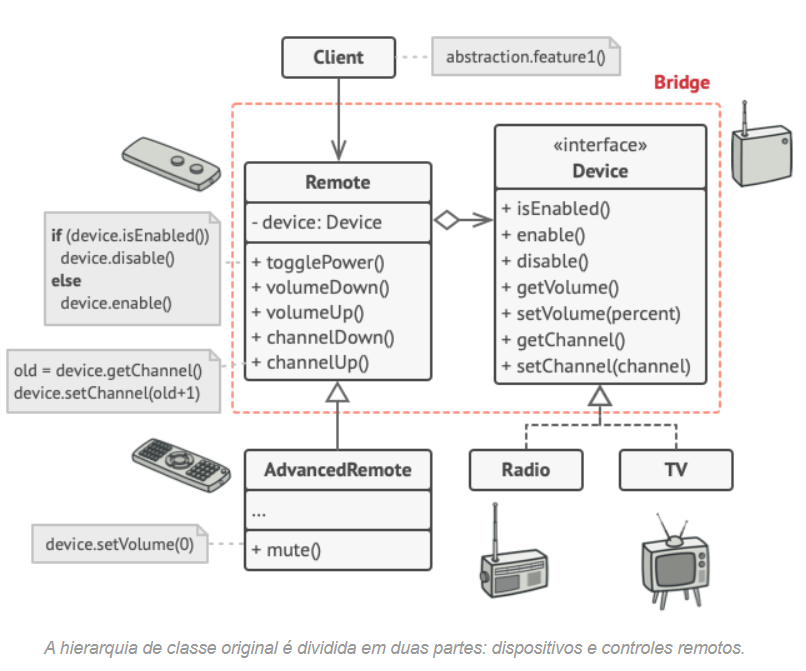 Client
abstraction.feature1()
Bridge
Remote
- device: Device
+ togglePower()
+ volumeDown()
+ volumeUp()
+ channelDown()
+ channelUp()
«interface»
Device
+ isEnabled()
+ enable()
+ disable()
+ getVolume()
+ setVolume(percent)
+ getChannel()
+ setChannel(channel)
if (device.isEnabled())
device.disable()
else
device.enable()
old = device.getChannel()
device.setChannel(old+1)
AdvancedRemote
...
+ mute()
device.setVolume(0)
Radio
TV
A hierarquia de classe original é dividida em duas partes: dispositivos e controles remotos.